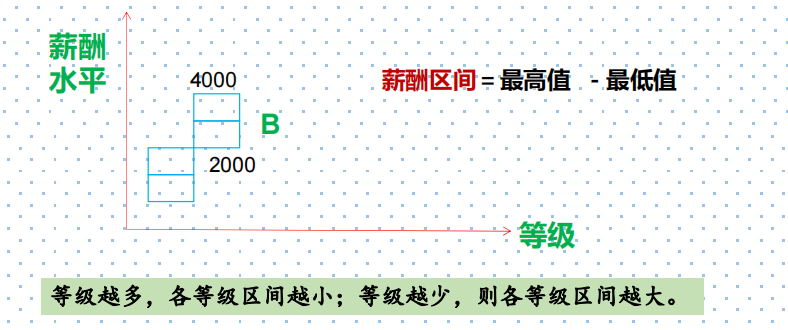 薪酬
水平
4000
薪酬区间 = 最高值 - 最低值
B
2000
等级
等级越多，各等级区间越小；等级越少，则各等级区间越大。